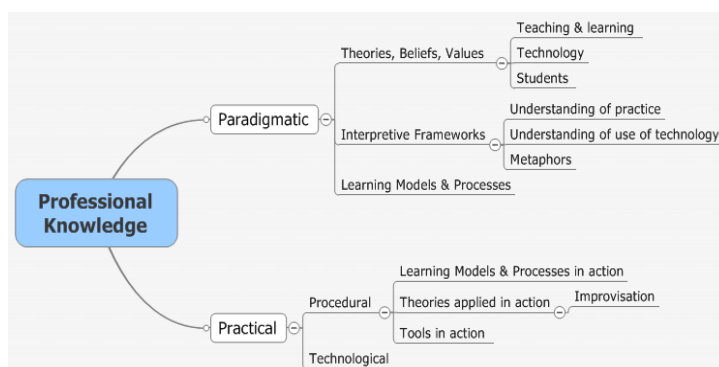 Professional
Knowledge
Paradigmatic
Theories, Beliefs, Values
Teaching & learning
Technology
Students
Interpretive Frameworks
Understanding of practice
Understanding of use of technology
Metaphors
Learning Models & Processes
Practical
Procedural
Learning Models & Processes in action
Theories applied in action
Improvisation
Tools in action
Technological